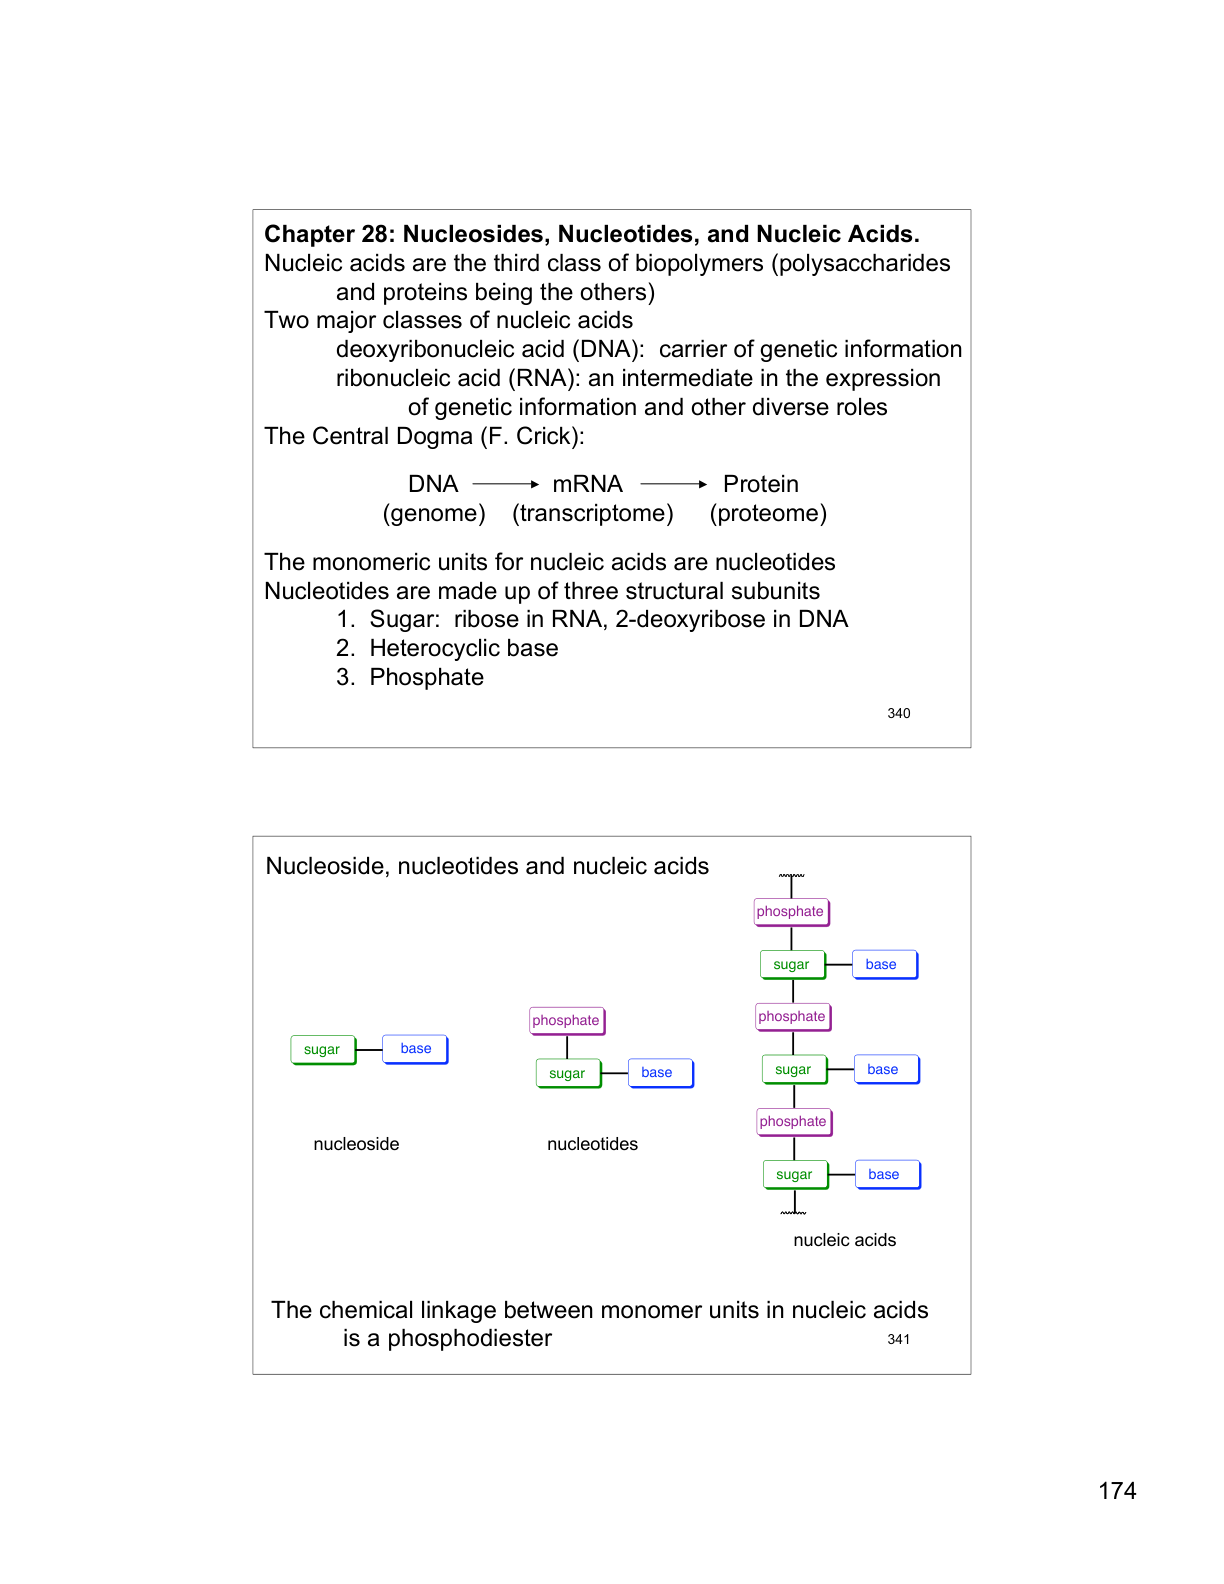 Chapter 28: Nucleosides, Nucleotides, and Nucleic Acids.
Nucleic acids are the third class of biopolymers (polysaccharides
and proteins being the others)
Two major classes of nucleic acids
deoxyribonucleic acid (DNA): carrier of genetic information
ribonucleic acid (RNA): an intermediate in the expression
of genetic information and other diverse roles
The Central Dogma (F. Crick):
DNA mRNA Protein
(genome) (transcriptome) (proteome)
The monomeric units for nucleic acids are nucleotides
Nucleotides are made up of three structural subunits
1. Sugar: ribose in RNA, 2-deoxyribose in DNA
2. Heterocyclic base
3. Phosphate
340
Nucleoside, nucleotides and nucleic acids
sugar base
nucleoside
phosphate
sugar base
nucleotides
phosphate
sugar base
phosphate
sugar base
phosphate
sugar base
nucleic acids
The chemical linkage between monomer units in nucleic acids
is a phosphodiester
341
174